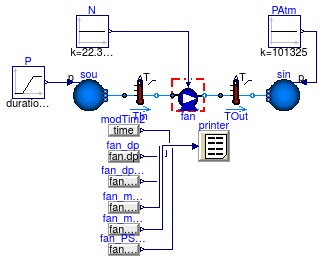 N
k=22.3...
PAtm
k=101325
P
duratio...
p
sou
T
TIn
fan
T
TOut
sin
p
modTim2
time
fan_dp
fan.dp
fan_dp...
fan....
fan_m...
fan....
fan_m...
fan....
fan_PS...
fan....
printer